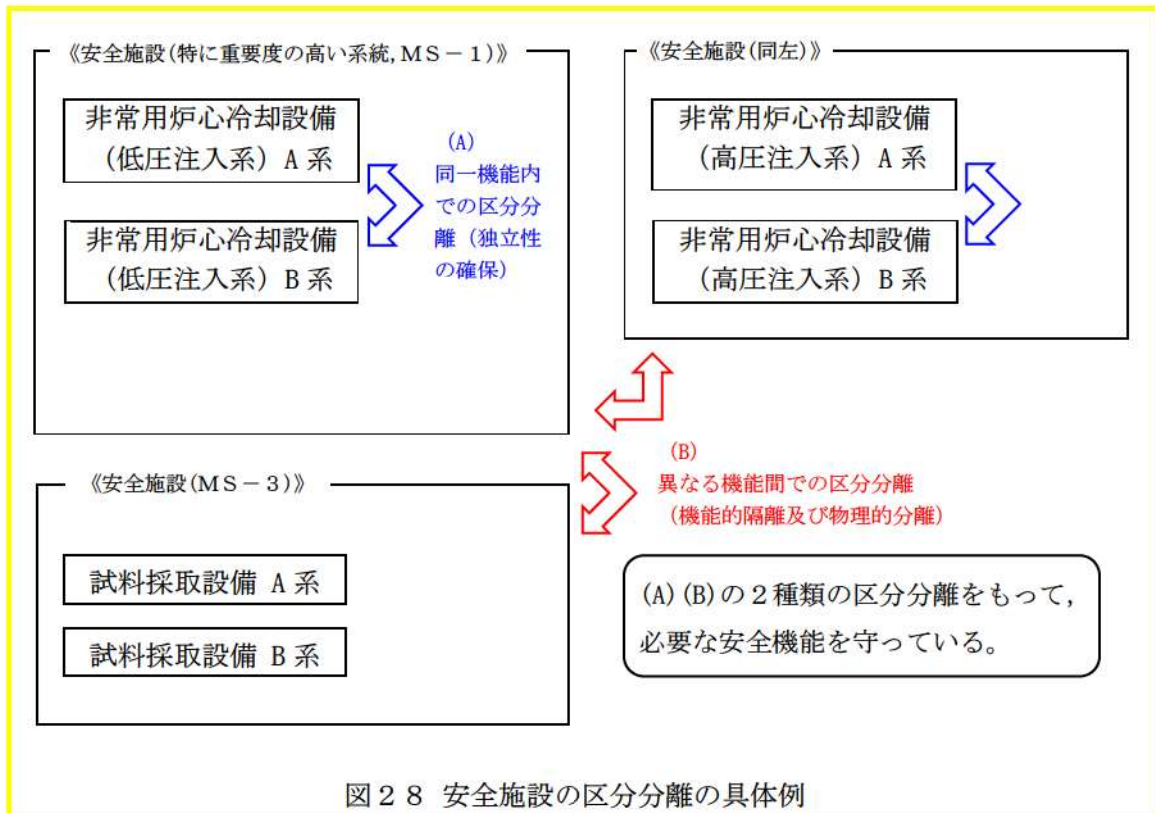 《安全施設(特に重要度の高い系統,MS-1)》
非常用炉心冷却設備
(低圧注入系)A系
非常用炉心冷却設備
(低圧注入系)B系
(A)
同一機能内
での区分分
離(独立性
の確保)
《安全施設(同左)》
非常用炉心冷却設備
(高圧注入系)A系
非常用炉心冷却設備
(高圧注入系)B系
(B)
異なる機能間での区分分離
(機能的隔離及び物理的分離)
《安全施設(MS-3)》
試料採取設備 A系
試料採取設備 B系
(A)(B)の2種類の区分分離をもって,
必要な安全機能を守っている。
図28 安全施設の区分分離の具体例